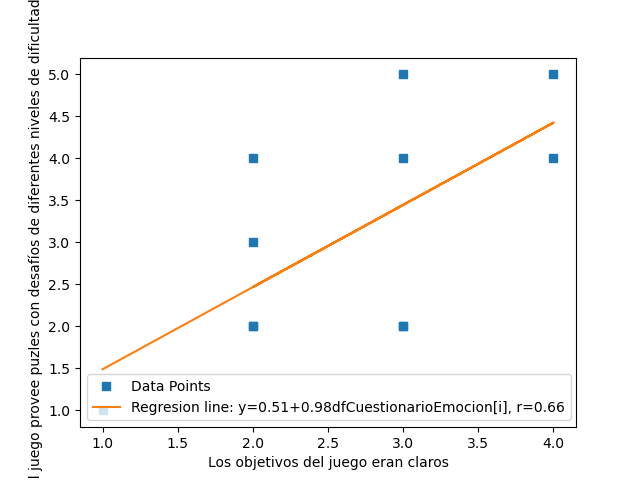 l juego provee puzles con desafíos de diferentes niveles de dificultad
5.0
4.5
4.0
3.5
3.0
2.5
2.0
1.5
1.0
Data Points
Regresion line: y=0.51+0.98dfCuestionarioEmocion[i], r=0.66
1.0 1.5 2.0 2.5 3.0 3.5 4.0
Los objetivos del juego eran claros